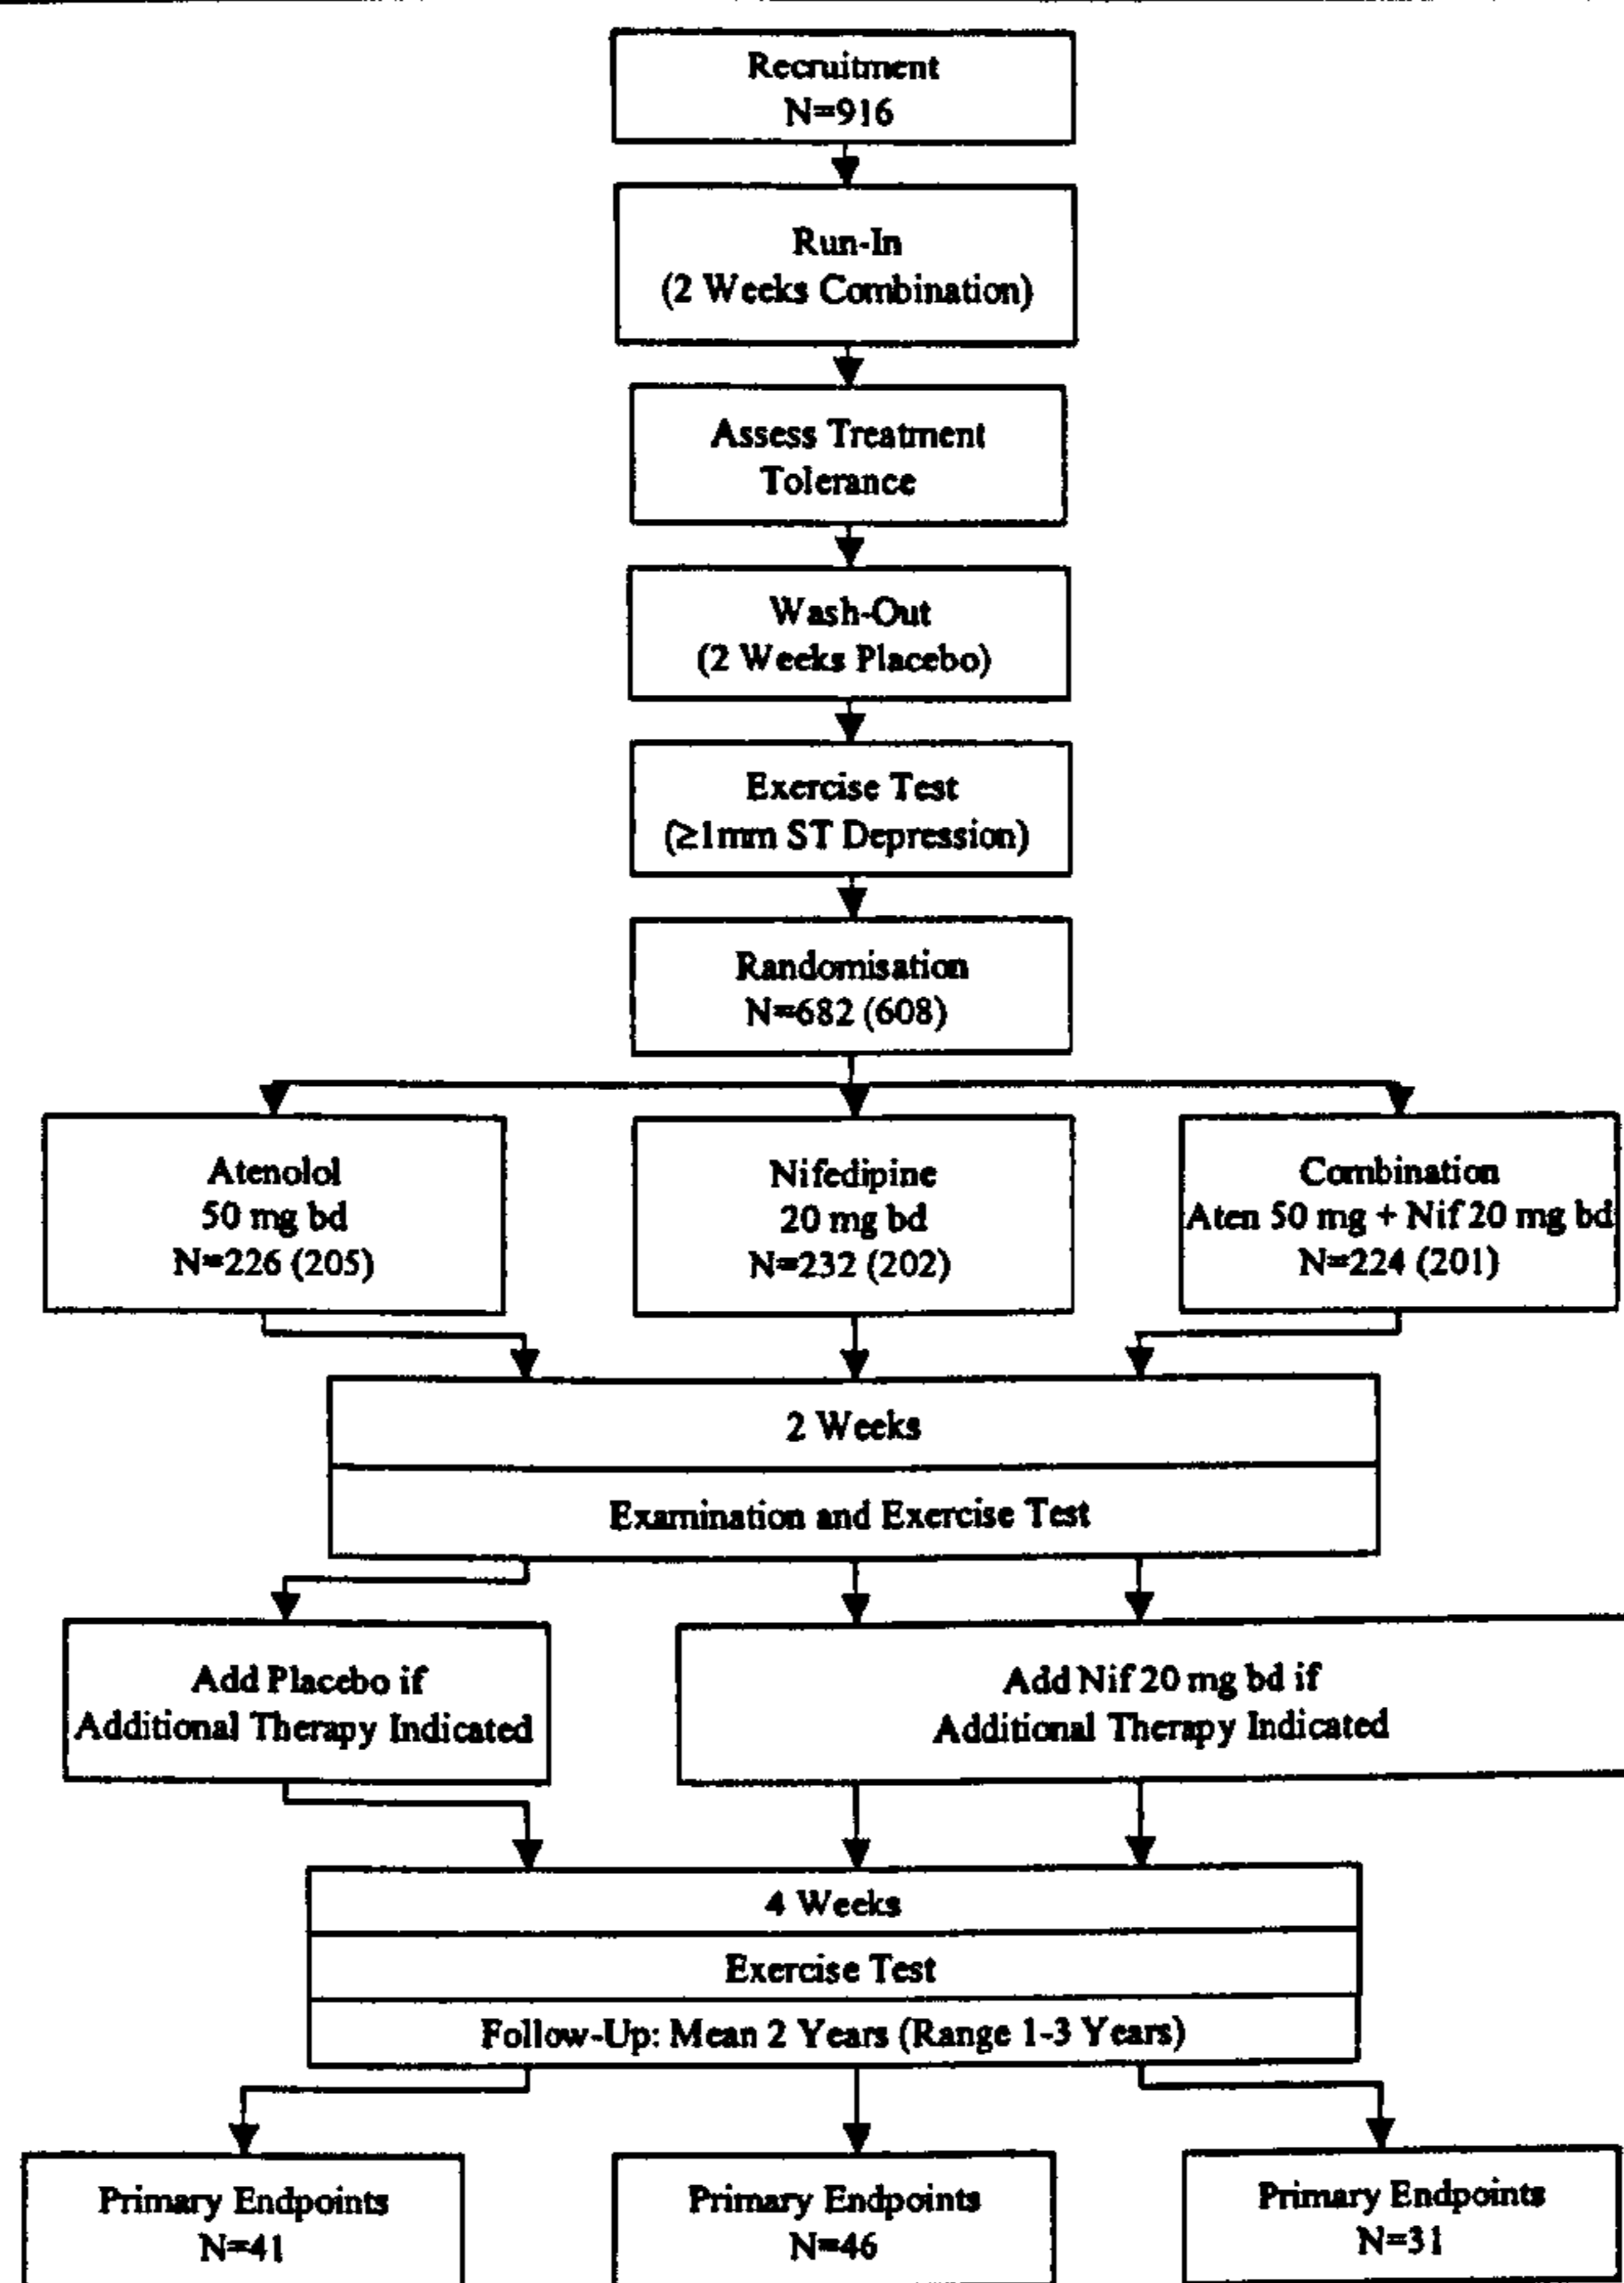 Recruitment
N=916
Run-In
(2 Weeks Combination)
Assess Treatment
Tolerance
Wash-Out
(2 Weeks Placebo)
Exercise Test
(≥1mm ST Depression)
Randomisation
N=682 (608)
Atenolol
50 mg bd
N=226 (205)
Nifedipine
20 mg bd
N=232 (202)
Combination
Aten 50 mg + Nif 20 mg bd
N=224 (201)
2 Weeks
Examination and Exercise Test
Add Placebo if
Additional Therapy Indicated
Add Nif 20 mg bd if
Additional Therapy Indicated
4 Weeks
Exercise Test
Follow-Up: Mean 2 Years (Range 1-3 Years)
Primary Endpoints
N=41
Primary Endpoints
N=46
Primary Endpoints
N=31